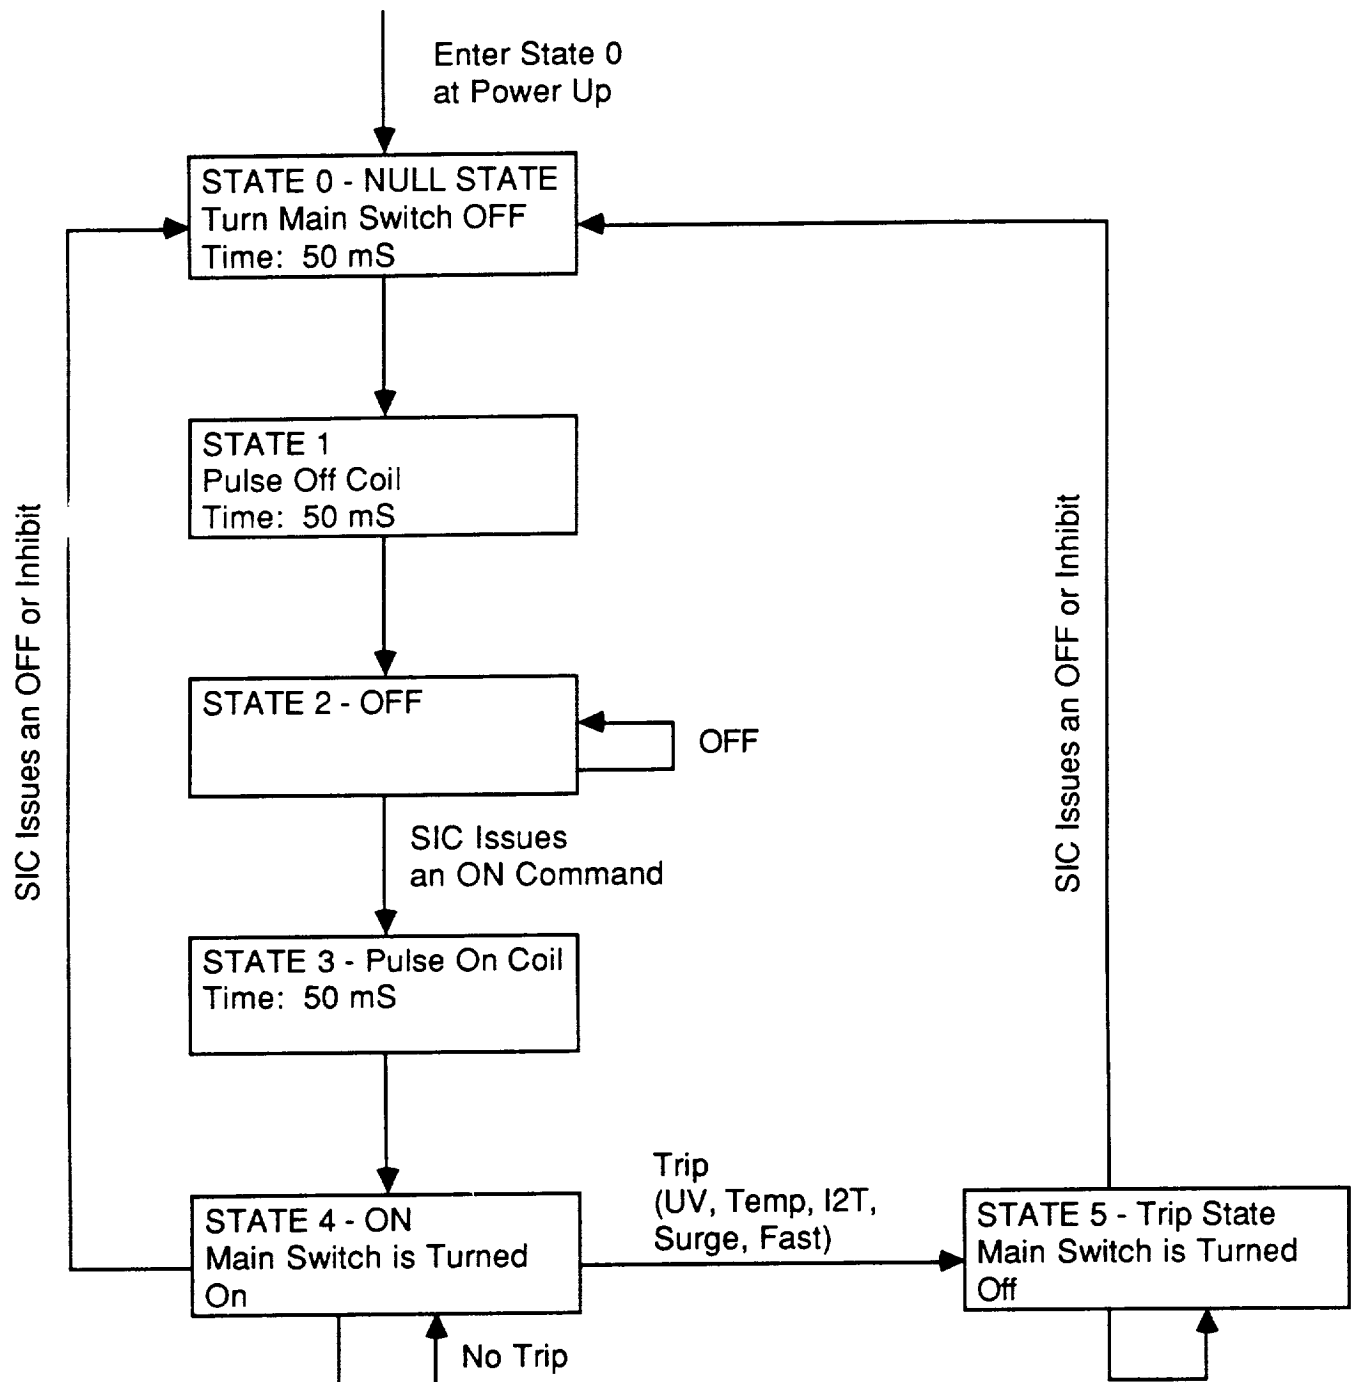 Enter State 0
at Power Up
STATE 0 - NULL STATE
Turn Main Switch OFF
Time: 50 mS
STATE 1
Pulse Off Coil
Time: 50 mS
SIC Issues an OFF or Inhibit
SIC Issues an OFF or Inhibit
STATE 2 - OFF
OFF
SIC Issues
an ON Command
STATE 3 - Pulse On Coil
Time: 50 mS
Trip
(UV, Temp, I2T,
Surge, Fast)
STATE 4 - ON
Main Switch is Turned
On
STATE 5 - Trip State
Main Switch is Turned
Off
No Trip